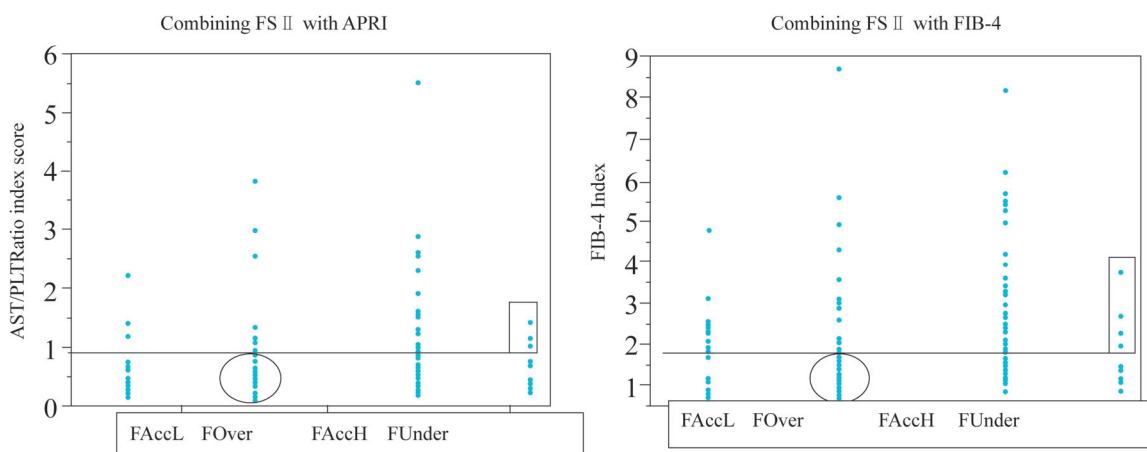 Combining FS Ⅱ with APRI
AST/PLTRatio index score
6
5
4
3
2
1
0
FAccL FOver FAccH FUnder
Combining FS Ⅱ with FIB-4
FIB-4 Index
9
8
7
6
5
4
3
2
1
FAccL FOver FAccH FUnder